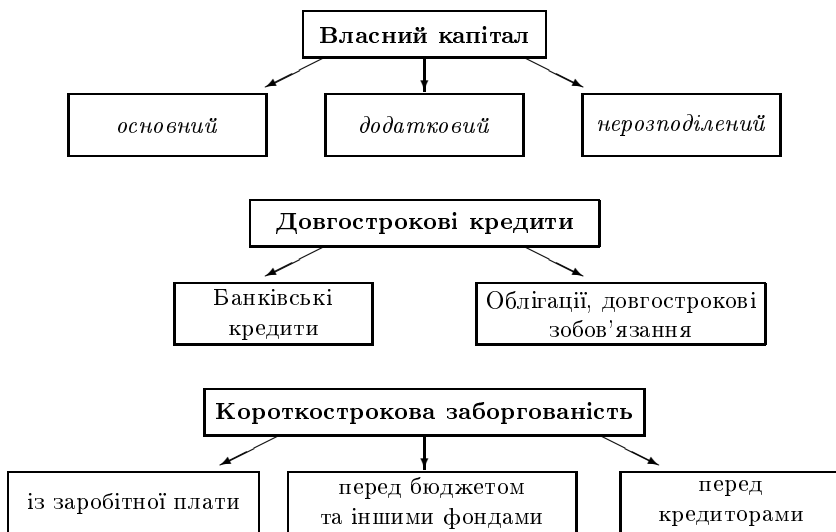 Власний капітал
основний
додатковий
нерозподілений
Довгострокові кредити
Банківські
кредити
Облігації, довгострокові
зобов'язання
Короткострокова заборгованість
із заробітної плати
перед бюджетом
та іншими фондами
перед
кредиторами